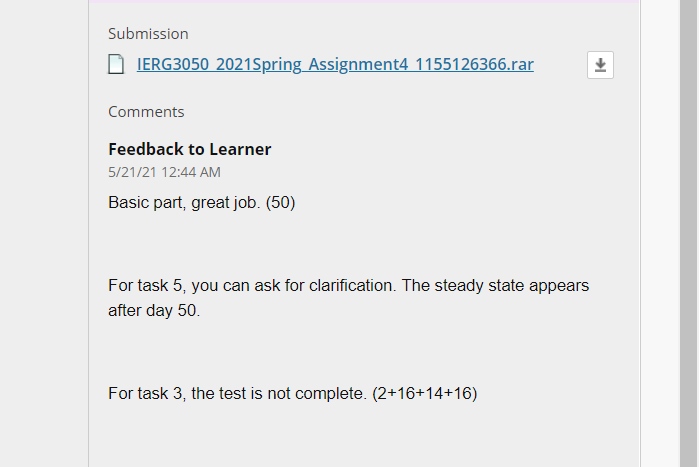 Submission
IERG3050_2021Spring_Assignment4_1155126366.rar
Comments
Feedback to Learner
5/21/21 12:44 AM
Basic part, great job. (50)
For task 5, you can ask for clarification. The steady state appears
after day 50.
For task 3, the test is not complete. (2+16+14+16)